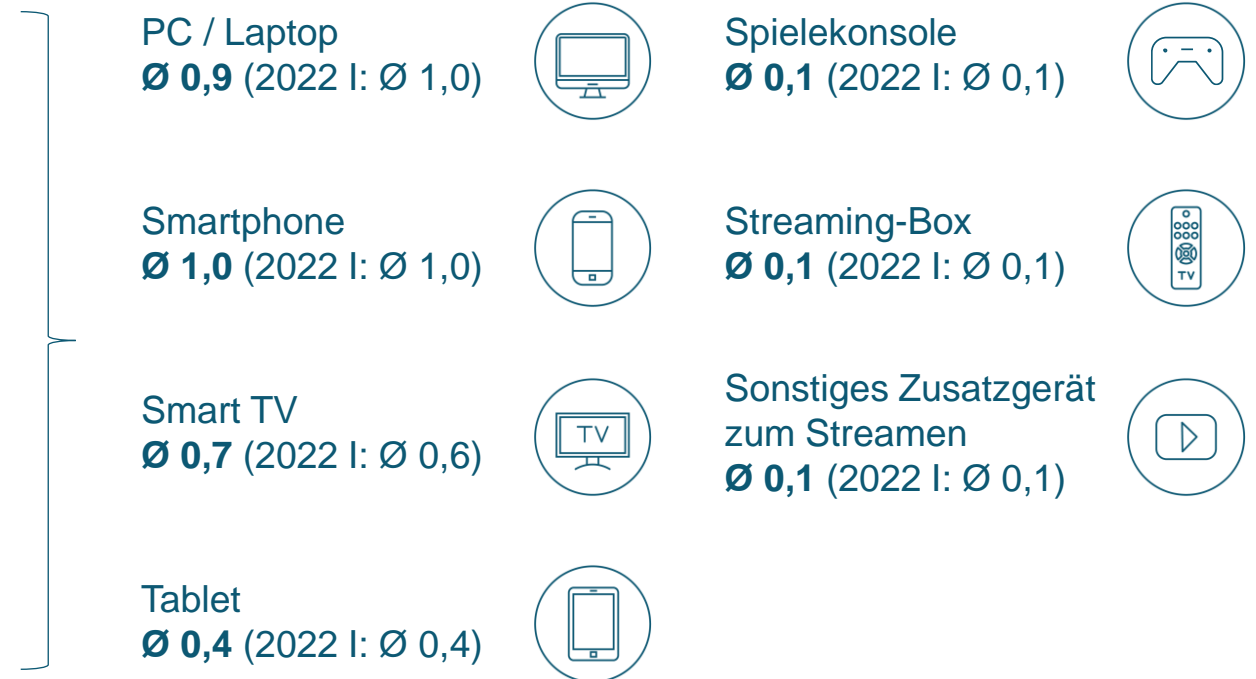 PC / Laptop
Ø 0,9 (2022 I: Ø 1,0)
Smartphone
Ø 1,0 (2022 I: Ø 1,0)
Smart TV
Ø 0,7 (2022 I: Ø 0,6)
TV
Tablet
Ø 0,4 (2022 I: Ø 0,4)
Spielekonsole
Ø 0,1 (2022 I: Ø 0,1)
Streaming-Box
Ø 0,1 (2022 I: Ø 0,1)
TV
Sonstiges Zusatzgerät
zum Streamen
Ø 0,1 (2022 I: Ø 0,1)